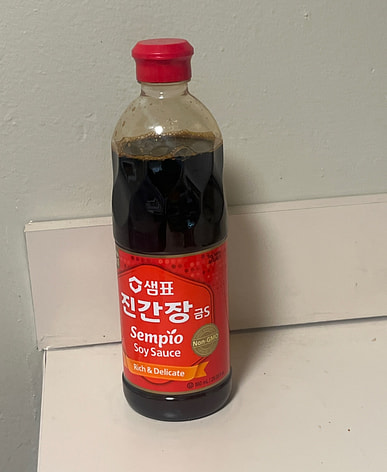 샘표
진간장 금S
Sempio
Soy Sauce
Non GMO
Rich & Delicate